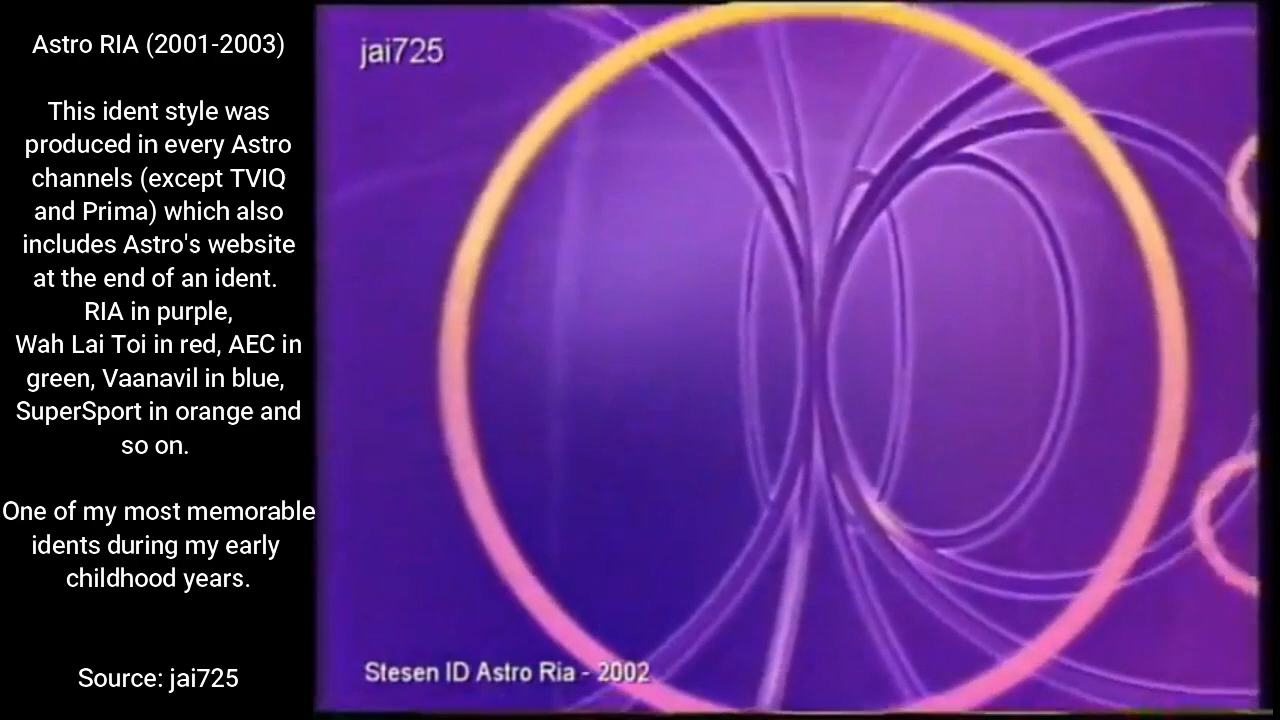 Astro RIA (2001-2003)
This ident style was
produced in every Astro
channels (except TVIQ
and Prima) which also
includes Astro's website
at the end of an ident.
RIA in purple,
Wah Lai Toi in red, AEC in
green, Vaanavil in blue,
SuperSport in orange and
so on.
One of my most memorable
idents during my early
childhood years.
Source: jai725
jai725
Stesen ID Astro Ria - 2002